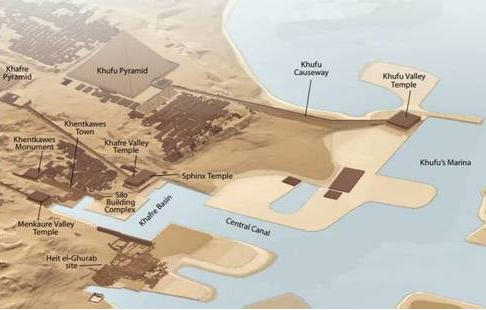 Khafre
Pyramid
Khufu Pyramid
Khufu
Causeway
Khufu Valley
Temple
Khentkawes
Town
Khentkawes
Monument
Khafre Valley
Temple
Khufu's Marina
Sphinx Temple
Silo
Building
Complex
Khafre Basin
Menkaure Valley
Temple
Central Canal
Heit el-Ghurab
site